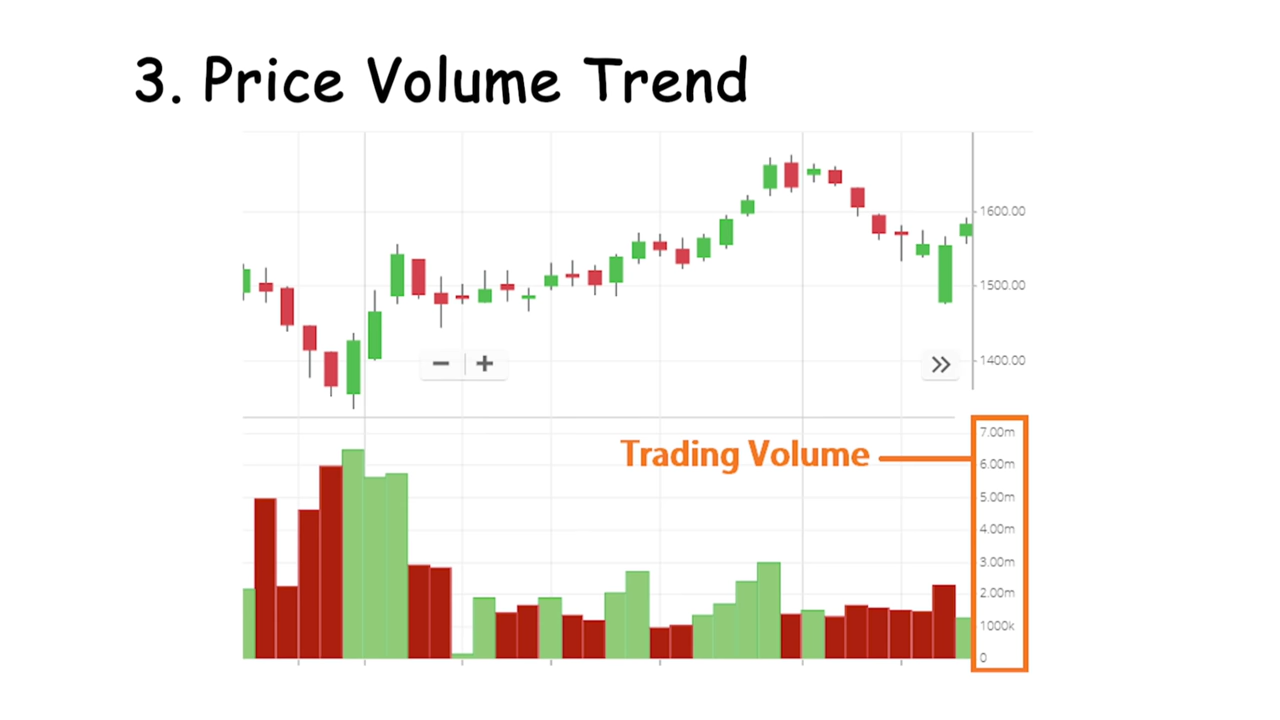 3. Price Volume Trend
1600.00
1500.00
1400.00
Trading Volume
7.00m
6.00m
5.00m
4.00m
3.00m
2.00m
1000k
0